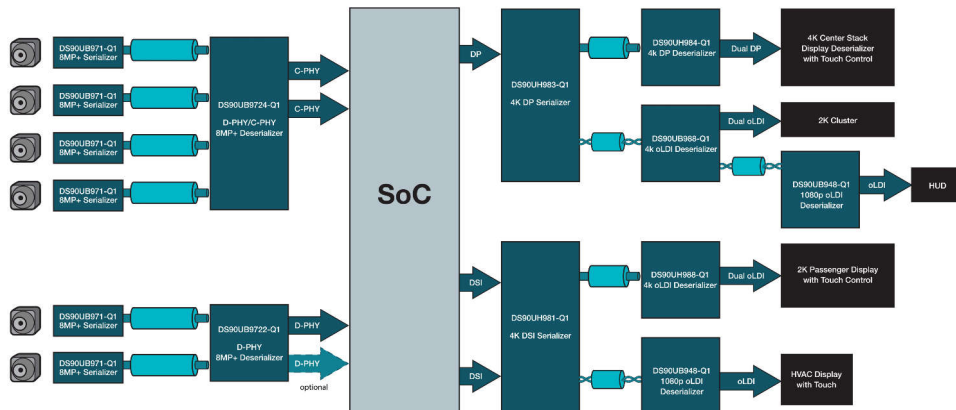 DS90UB971-Q1
8MP+ Serializer
DS90UB971-Q1
8MP+ Serializer
DS90UB971-Q1
8MP+ Serializer
DS90UB971-Q1
8MP+ Serializer
DS90UB9724-Q1
D-PHY/C-PHY
8MP+ Deserializer
C-PHY
C-PHY
DS90UB971-Q1
8MP+ Serializer
DS90UB971-Q1
8MP+ Serializer
DS90UB9722-Q1
D-PHY
8MP+ Deserializer
D-PHY
D-PHY
optional
SoC
DP
DS90UH983-Q1
4K DP Serializer
DS90UH984-Q1
4k DP Deserializer
Dual DP
4K Center Stack
Display Deserializer
with Touch Control
DS90UB988-Q1
4k oLDI Deserializer
Dual oLDI
2K Cluster
DS90UB948-Q1
1080p oLDI
Deserializer
oLDI
HUD
DSI
DSI
DS90UH981-Q1
4K DSI Serializer
DS90UH988-Q1
4k oLDI Deserializer
Dual oLDI
2K Passenger Display
with Touch Control
DS90UB948-Q1
1080p oLDI
Deserializer
oLDI
HVAC Display
with Touch